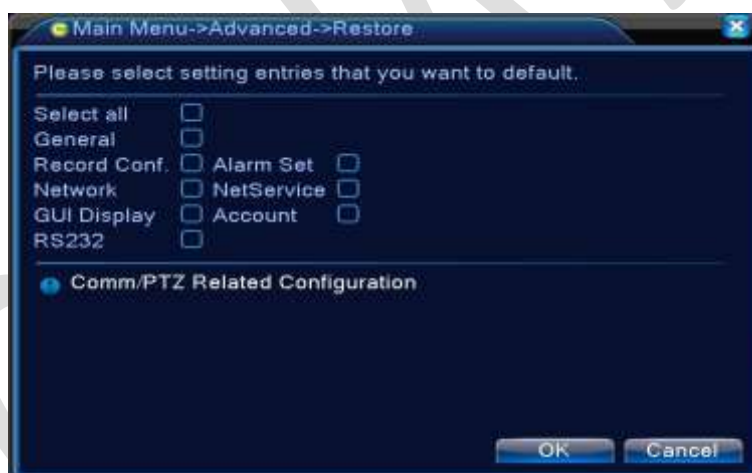 Main Menu->Advanced->Restore
Please select setting entries that you want to default.
Select all
General
Record Conf. Alarm Set
Network NetService
GUI Display Account
RS232
Comm/PTZ Related Configuration
OK Cancel